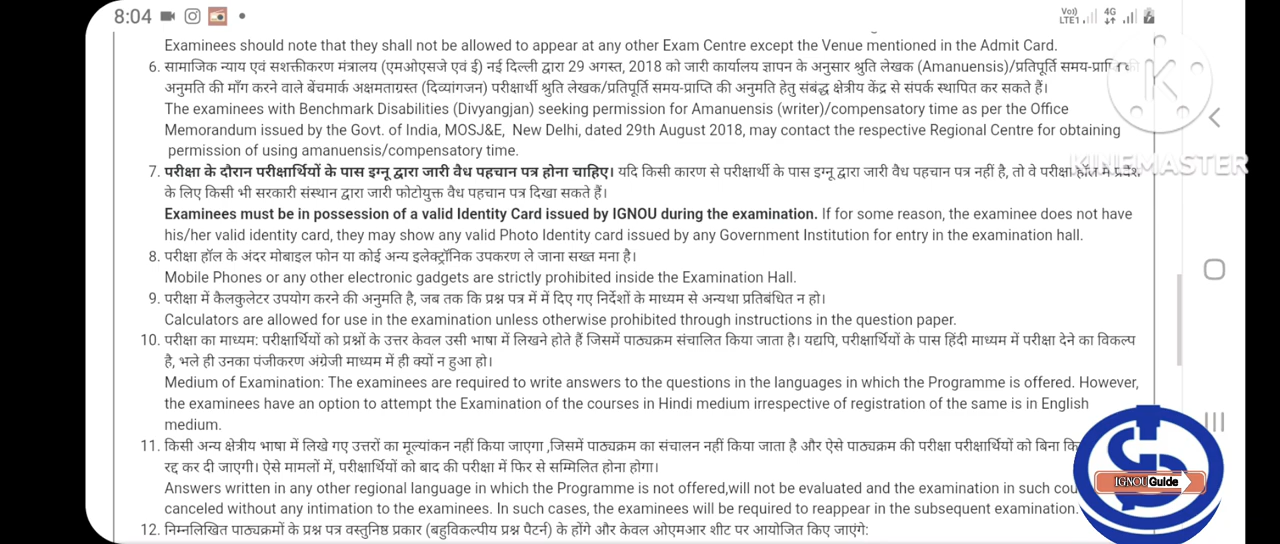 8:04
Vo)) LTE1 4G
Examinees should note that they shall not be allowed to appear at any other Exam Centre except the Venue mentioned in the Admit Card.
6. सामाजिक न्याय एवं सशक्तीकरण मंत्रालय (एमओएसजे एवं ई) नई दिल्ली द्वारा 29 अगस्त, 2018 को जारी कार्यालय ज्ञापन के अनुसार श्रुति लेखक (Amanuensis)/प्रतिपूर्ति समय-प्राप्ति की
अनुमति की माँग करने वाले बेंचमार्क अक्षमताग्रस्त (दिव्यांगजन) परीक्षार्थी श्रुति लेखक/प्रतिपूर्ति समय-प्राप्ति की अनुमति हेतु संबंद्ध क्षेत्रीय केंद्र से संपर्क स्थापित कर सकते हैं।
The examinees with Benchmark Disabilities (Divyangjan) seeking permission for Amanuensis (writer)/compensatory time as per the Office
Memorandum issued by the Govt. of India, MOSJ&E, New Delhi, dated 29th August 2018, may contact the respective Regional Centre for obtaining
permission of using amanuensis/compensatory time.
KINEMASTER
7. परीक्षा के दौरान परीक्षार्थियों के पास इग्नू द्वारा जारी वैध पहचान पत्र होना चाहिए। यदि किसी कारण से परीक्षार्थी के पास इग्नू द्वारा जारी वैध पहचान पत्र नहीं है, तो वे परीक्षा हॉल में प्रवेश
के लिए किसी भी सरकारी संस्थान द्वारा जारी फोटोयुक्त वैध पहचान पत्र दिखा सकते हैं।
Examinees must be in possession of a valid Identity Card issued by IGNOU during the examination. If for some reason, the examinee does not have
his/her valid identity card, they may show any valid Photo Identity card issued by any Government Institution for entry in the examination hall.
8. परीक्षा हॉल के अंदर मोबाइल फोन या कोई अन्य इलेक्ट्रॉनिक उपकरण ले जाना सख्त मना है।
Mobile Phones or any other electronic gadgets are strictly prohibited inside the Examination Hall.
9. परीक्षा में कैलकुलेटर उपयोग करने की अनुमति है, जब तक कि प्रश्न पत्र में में दिए गए निर्देशों के माध्यम से अन्यथा प्रतिबंधित न हो।
Calculators are allowed for use in the examination unless otherwise prohibited through instructions in the question paper.
10. परीक्षा का माध्यम: परीक्षार्थियों को प्रश्नों के उत्तर केवल उसी भाषा में लिखने होते हैं जिसमें पाठ्यक्रम संचालित किया जाता है। यद्यपि, परीक्षार्थियों के पास हिंदी माध्यम में परीक्षा देने का विकल्प
है, भले ही उनका पंजीकरण अंग्रेजी माध्यम में ही क्यों न हुआ हो।
Medium of Examination: The examinees are required to write answers to the questions in the languages in which the Programme is offered. However,
the examinees have an option to attempt the Examination of the courses in Hindi medium irrespective of registration of the same is in English
medium.
11. किसी अन्य क्षेत्रीय भाषा में लिखे गए उत्तरों का मूल्यांकन नहीं किया जाएगा ,जिसमें पाठ्यक्रम का संचालन नहीं किया जाता है और ऐसे पाठ्यक्रम की परीक्षा परीक्षार्थियों को बिना
रद्द कर दी जाएगी। ऐसे मामलों में, परीक्षार्थियों को बाद की परीक्षा में फिर से सम्मिलित होना होगा।
IGNOU Guide
Answers written in any other regional language in which the Programme is not offered,will not be evaluated and the examination in such
canceled without any intimation to the examinees. In such cases, the examinees will be required to reappear in the subsequent examination.
12. निम्नलिखित पाठ्यक्रमों के प्रश्न पत्र वस्तुनिष्ठ प्रकार (बहुविकल्पीय प्रश्न पैटर्न) के होंगे और केवल ओएमआर शीट पर आयोजित किए जाएंगे: